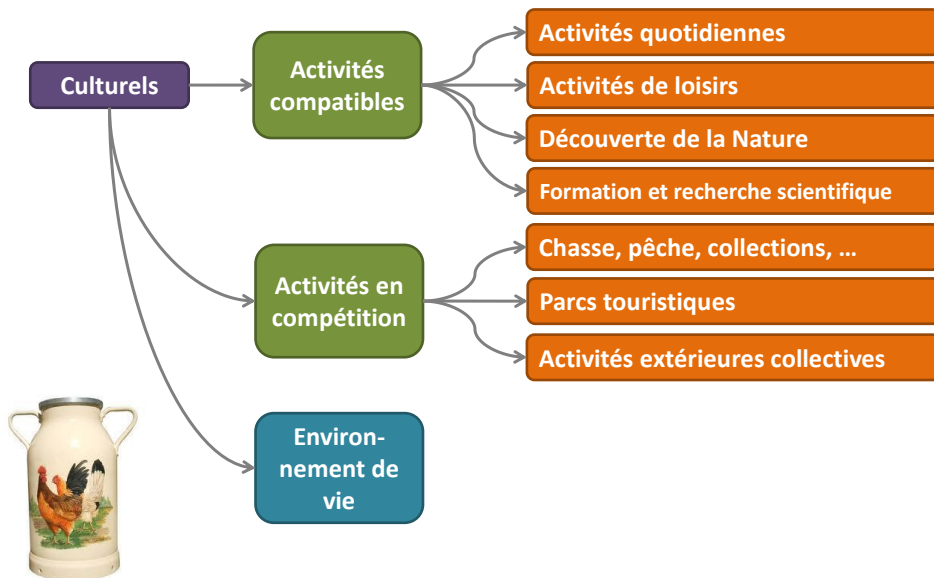 Culturels
Activités
compatibles
Activités quotidiennes
Activités de loisirs
Découverte de la Nature
Formation et recherche scientifique
Activités en
compétition
Chasse, pêche, collections, …
Parcs touristiques
Activités extérieures collectives
Environ-
nement de
vie